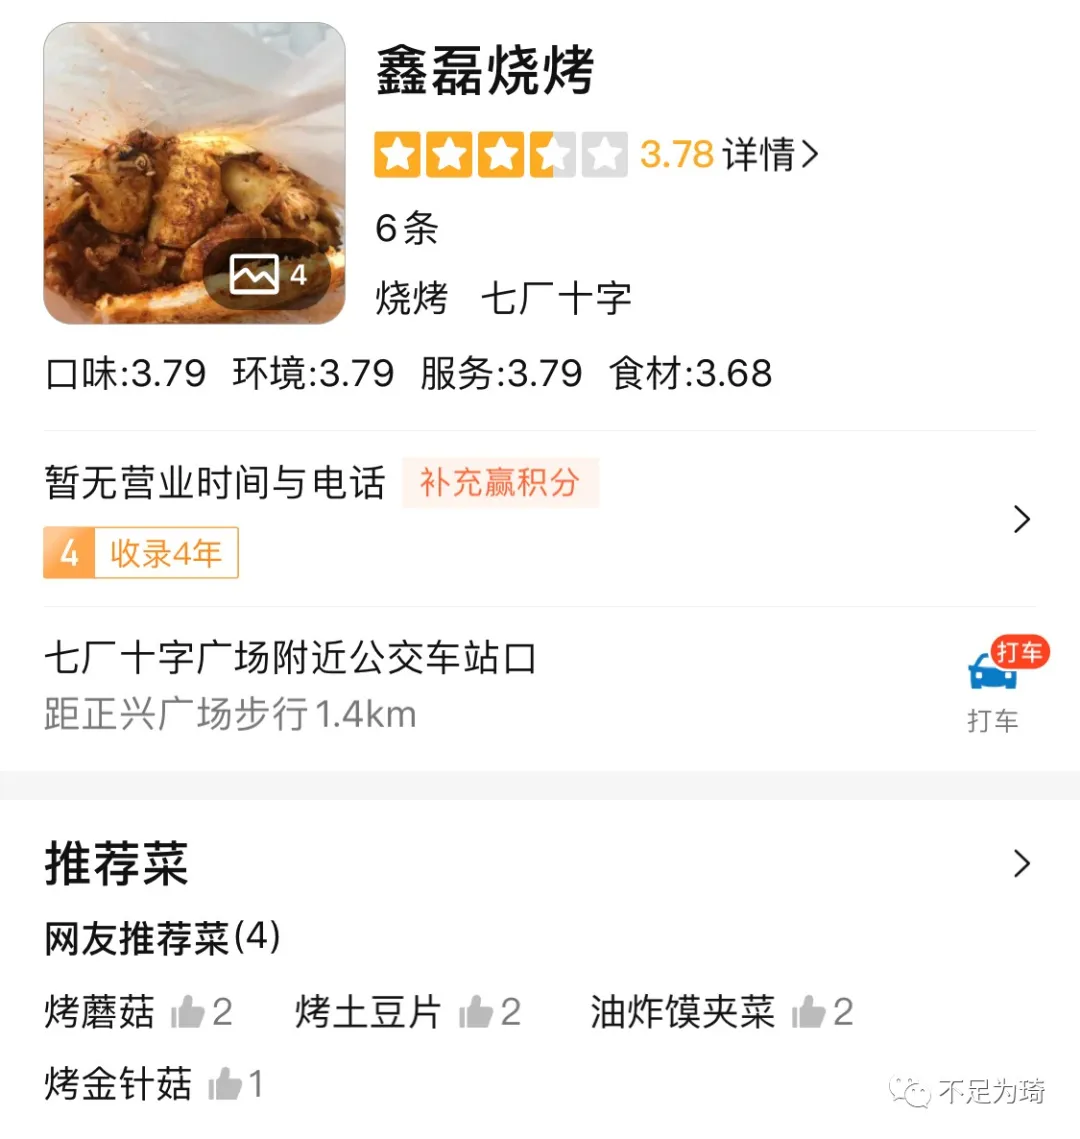 鑫磊烧烤
3.78 详情
6条
4
烧烤 七厂十字
口味:3.79 环境:3.79 服务:3.79 食材:3.68
暂无营业时间与电话 补充赢积分
4 收录4年
七厂十字广场附近公交车站口
打车
距正兴广场步行1.4km
打车
推荐菜
网友推荐菜(4)
烤蘑菇 2 烤土豆片 2 油炸馍夹菜 2
烤金针菇 1
不足为琦